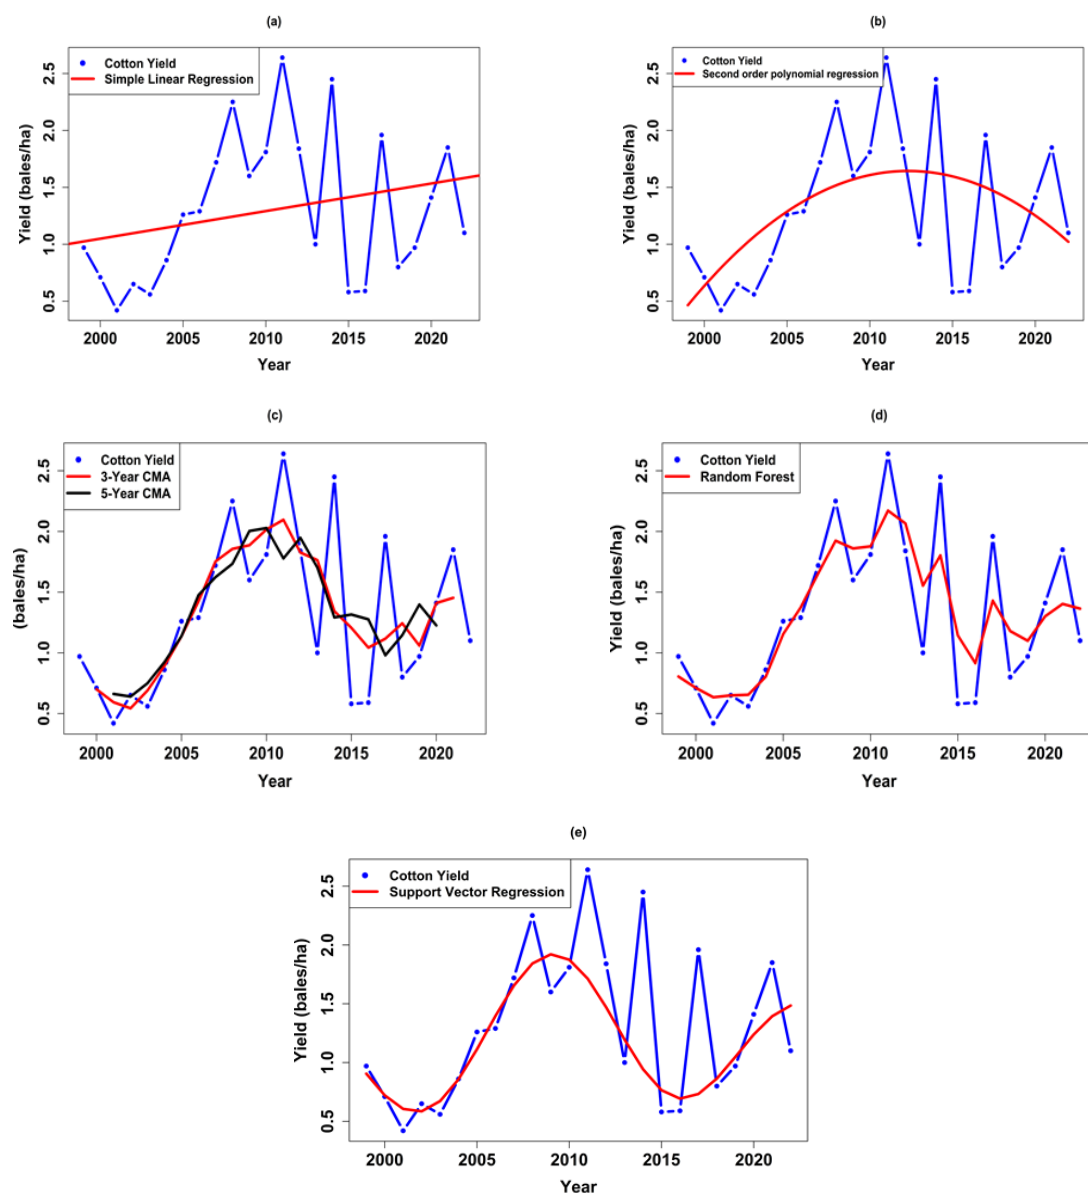 (a)
Cotton Yield
Simple Linear Regression
Yield (bales/ha)
0.5 1.0 1.5 2.0 2.5
2000 2005 2010 2015 2020
Year
(b)
Cotton Yield
Second order polynomial regression
Yield (bales/ha)
0.5 1.0 1.5 2.0 2.5
2000 2005 2010 2015 2020
Year
(c)
Cotton Yield
3-Year CMA
5-Year CMA
(bales/ha)
0.5 1.0 1.5 2.0 2.5
2000 2005 2010 2015 2020
Year
(d)
Cotton Yield
Random Forest
Yield (bales/ha)
0.5 1.0 1.5 2.0 2.5
2000 2005 2010 2015 2020
Year
(e)
Cotton Yield
Support Vector Regression
Yield (bales/ha)
0.5 1.0 1.5 2.0 2.5
2000 2005 2010 2015 2020
Year